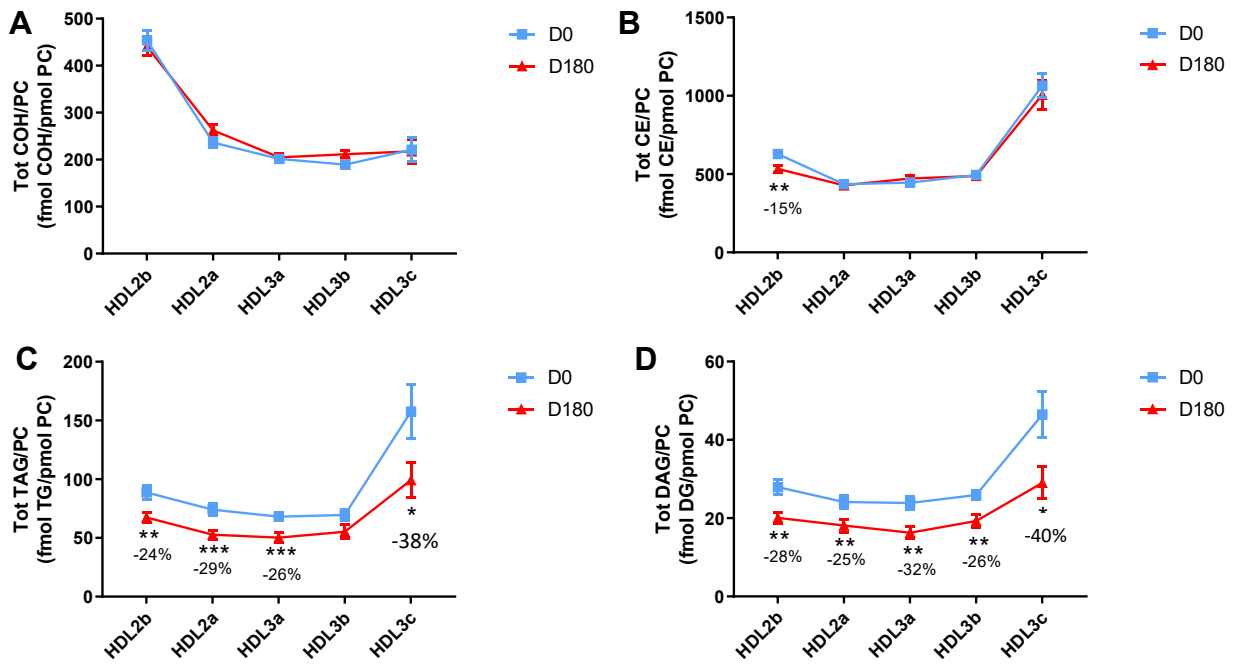 A
Tot COH/PC
(fmol COH/pmol PC)
500
400
300
200
100
0
HDL2b
HDL2a
HDL3a
HDL3b
HDL3c
D0
D180
B
Tot CE/PC
(fmol CE/pmol PC)
1500
1000
500
0
**
-15%
HDL2b
HDL2a
HDL3a
HDL3b
HDL3c
D0
D180
C
Tot TAG/PC
(fmol TG/pmol PC)
200
150
100
50
0
**
-24%
***
-29%
***
-26%
*
-38%
HDL2b
HDL2a
HDL3a
HDL3b
HDL3c
D0
D180
D
Tot DAG/PC
(fmol DG/pmol PC)
60
40
20
0
**
-28%
**
-25%
**
-32%
**
-26%
*
-40%
HDL2b
HDL2a
HDL3a
HDL3b
HDL3c
D0
D180